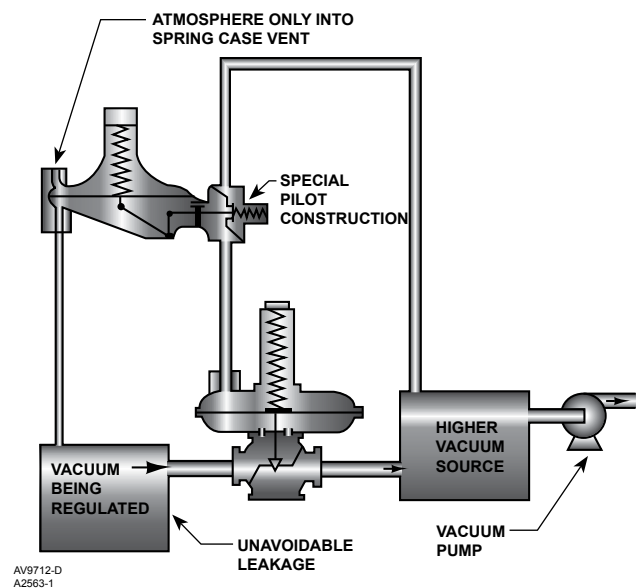 ATMOSPHERE ONLY INTO
SPRING CASE VENT
SPECIAL
PILOT
CONSTRUCTION
HIGHER
VACUUM
SOURCE
VACUUM
BEING
REGULATED
VACUUM
PUMP
UNAVOIDABLE
LEAKAGE
AV9712-D
A2563-1